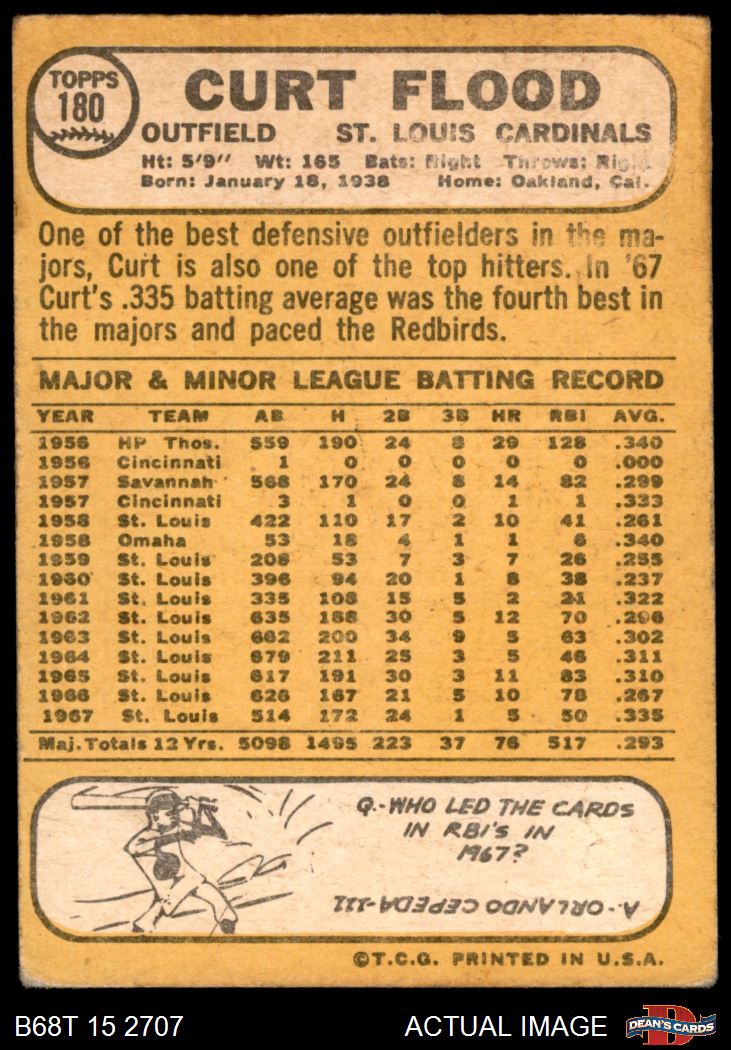 TOPPS
180
CURT FLOOD
OUTFIELD ST. LOUIS CARDINALS
Ht: 5'9" Wt: 165 Bats: Right Throws: Right
Born: January 18, 1938 Home: Oakland, Cal.
One of the best defensive outfielders in the ma-
jors, Curt is also one of the top hitters. In '67
Curt's .335 batting average was the fourth best in
the majors and paced the Redbirds.
MAJOR & MINOR LEAGUE BATTING RECORD
YEAR TEAM AB H 2B 3B HR RBI AVG.
1956 HP Thos. 559 190 24 8 29 128 .340
1956 Cincinnati 1 0 0 0 0 0 .000
1957 Savannah 568 170 24 8 14 82 .299
1957 Cincinnati 3 1 0 0 1 1 .333
1958 St. Louis 422 110 17 2 10 41 .261
1958 Omaha 53 18 4 1 1 6 .340
1959 St. Louis 208 53 7 3 7 26 .255
1960 St. Louis 396 94 20 1 8 38 .237
1961 St. Louis 335 108 15 5 2 21 .322
1962 St. Louis 635 188 30 5 12 70 .296
1963 St. Louis 662 200 34 9 5 63 .302
1964 St. Louis 679 211 25 3 5 46 .311
1965 St. Louis 617 191 30 3 11 83 .310
1966 St. Louis 626 167 21 5 10 78 .267
1967 St. Louis 514 172 24 1 5 50 .335
Maj. Totals 12 Yrs. 5098 1495 223 37 76 517 .293
Q.-WHO LED THE CARDS
IN RBI'S IN
1967?
A.-ORLANDO CEPEDA-111
©T.C.G. PRINTED IN U.S.A.
B68T 15 2707 ACTUAL IMAGE
D
DEAN'S CARDS